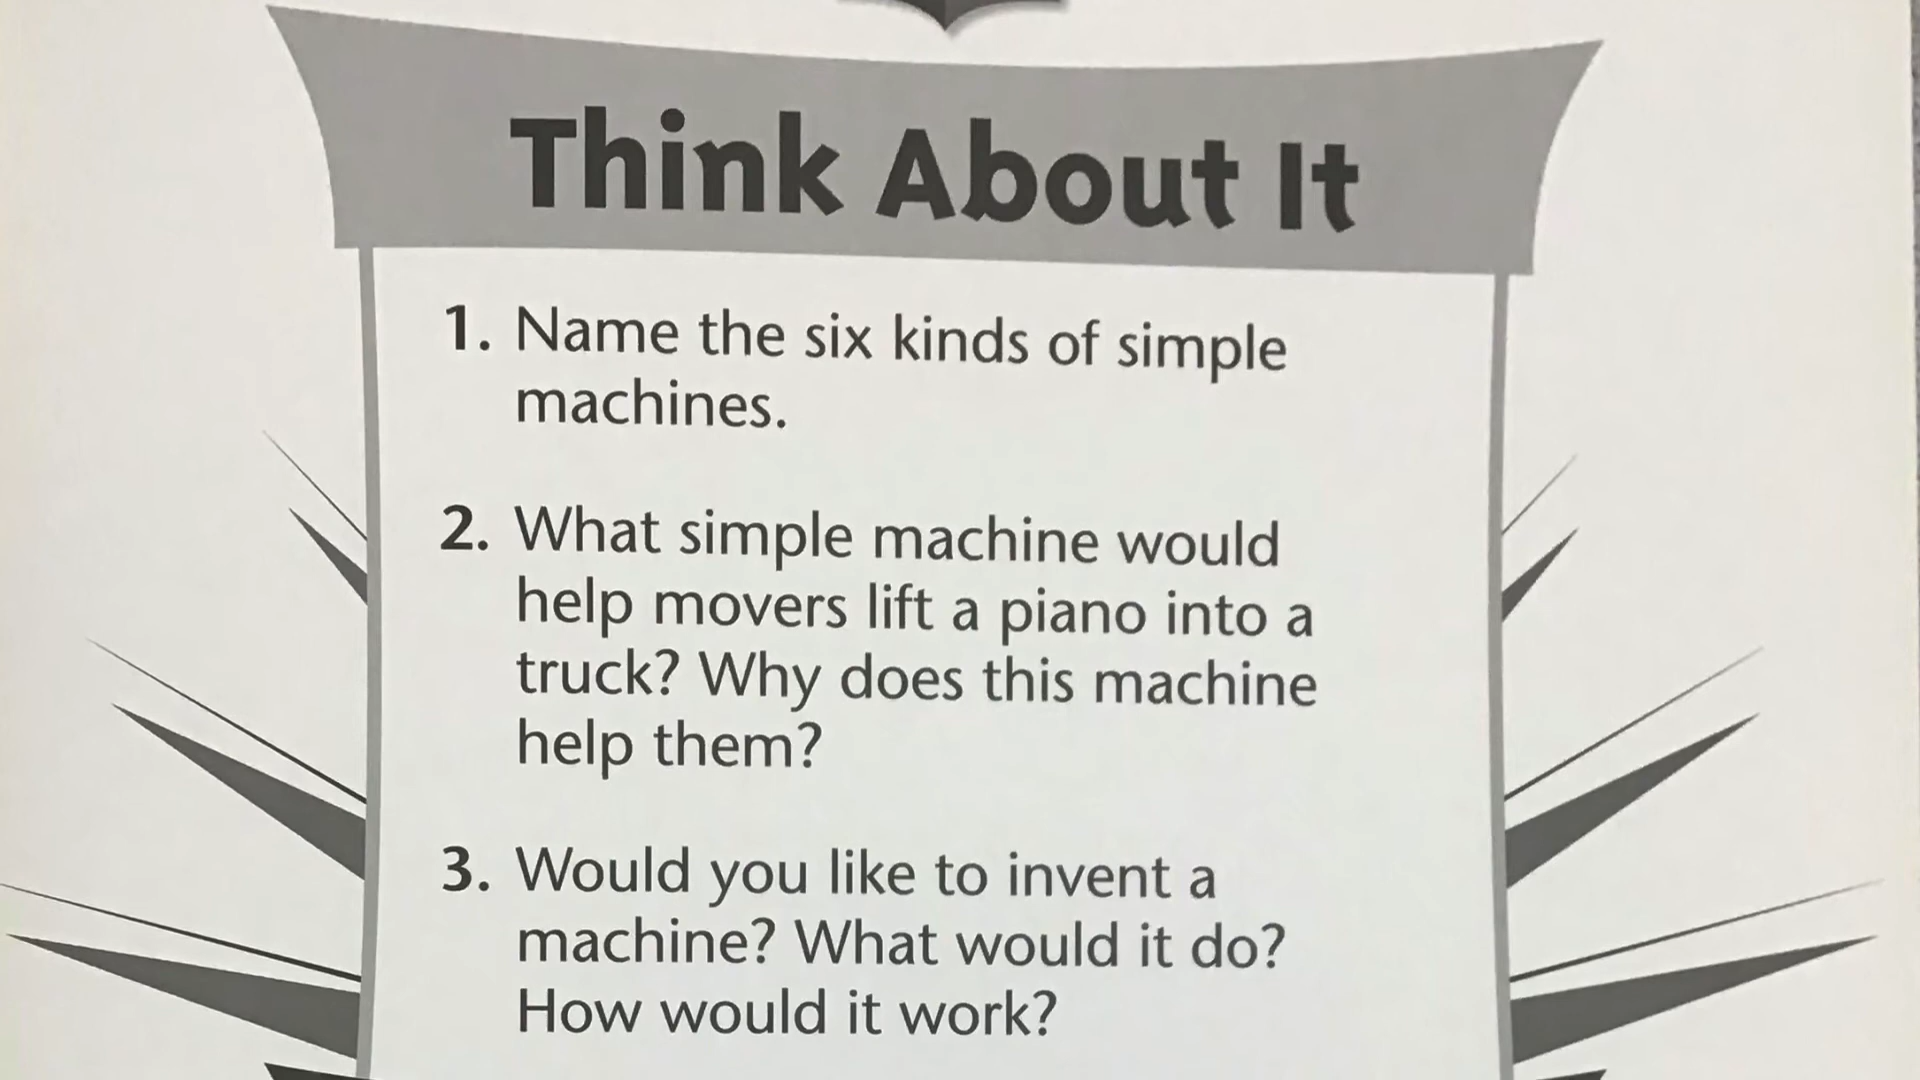 Think About It
1. Name the six kinds of simple
machines.
2. What simple machine would
help movers lift a piano into a
truck? Why does this machine
help them?
3. Would you like to invent a
machine? What would it do?
How would it work?